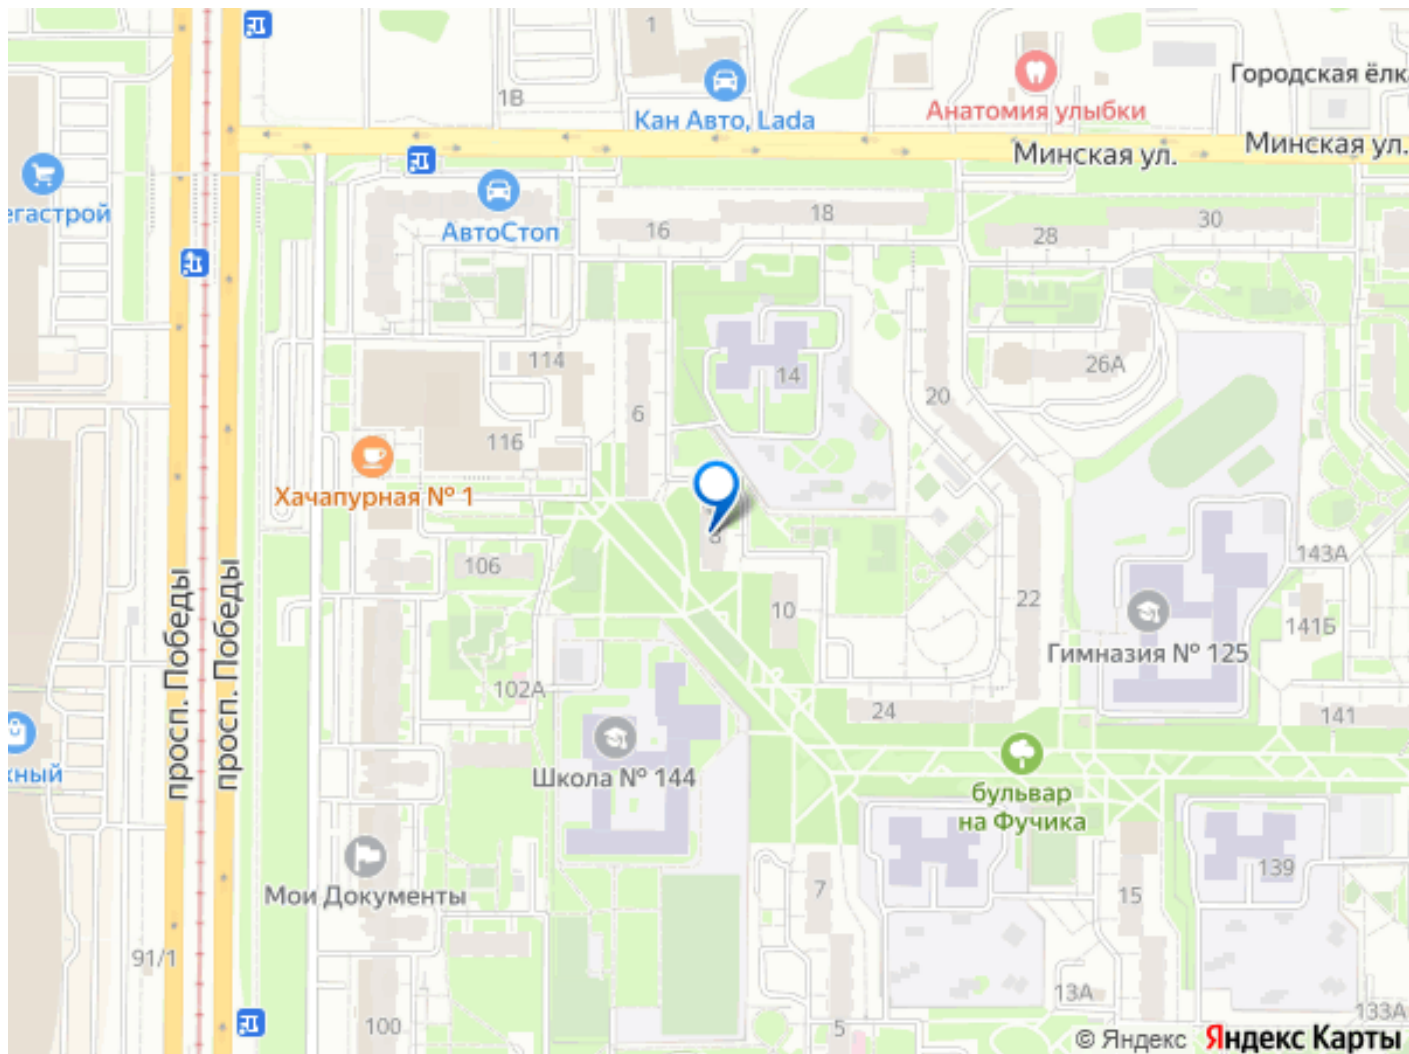 1
1В
Кан Авто, Lada
Анатомия улыбки
Городская ёлк
Минская ул.
Минская ул.
егастрой
АвтоСтоп
16
18
28
30
114
14
26А
20
6
116
Хачапурная № 1
8
106
10
22
143А
141Б
Гимназия № 125
просп. Победы
просп. Победы
102А
24
141
Школа № 144
жный
бульвар
на Фучика
Мои Документы
7
15
139
91/1
13А
100
5
133А
© Яндекс Яндекс Карты